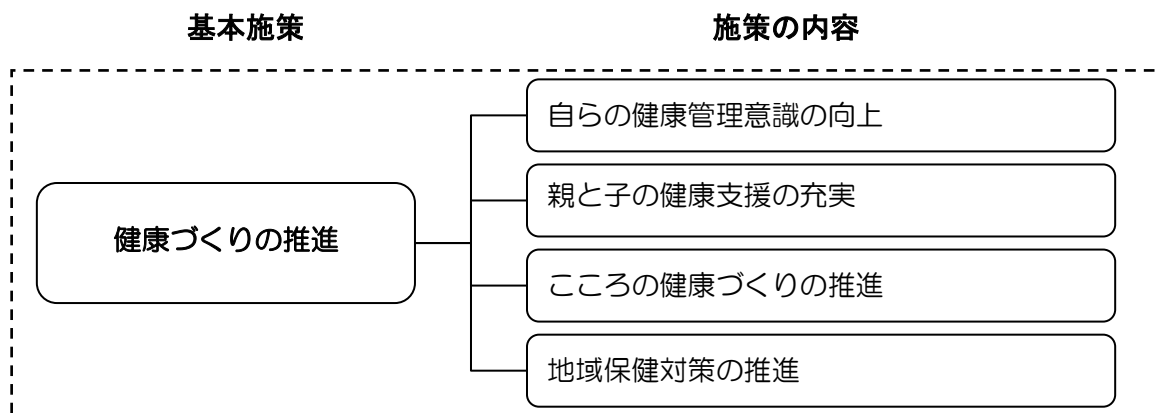 基本施策
施策の内容
健康づくりの推進
自らの健康管理意識の向上
親と子の健康支援の充実
こころの健康づくりの推進
地域保健対策の推進